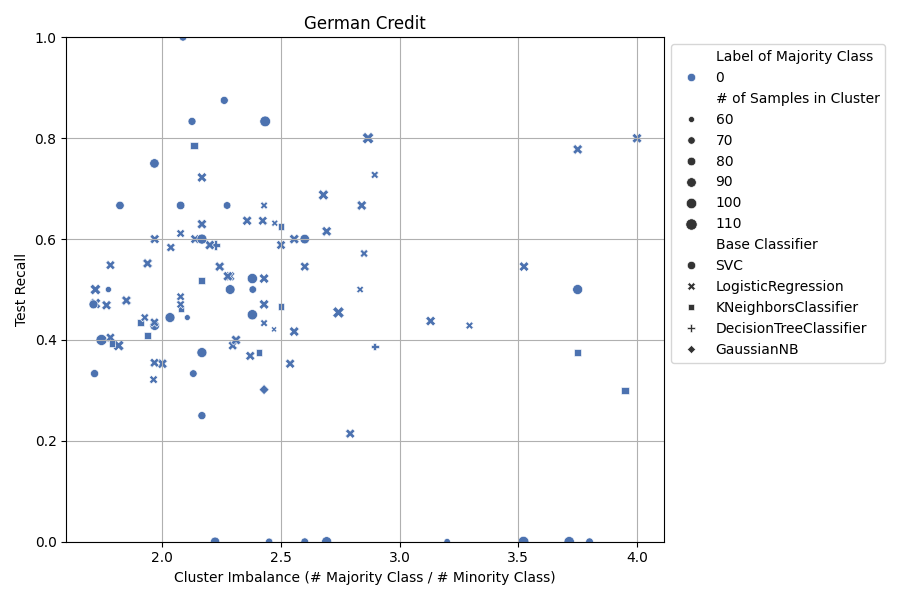 German Credit
Test Recall
1.0
0.8
0.6
0.4
0.2
0.0
2.0 2.5 3.0 3.5 4.0
Cluster Imbalance (# Majority Class / # Minority Class)
Label of Majority Class
0
# of Samples in Cluster
60
70
80
90
100
110
Base Classifier
SVC
LogisticRegression
KNeighborsClassifier
DecisionTreeClassifier
GaussianNB